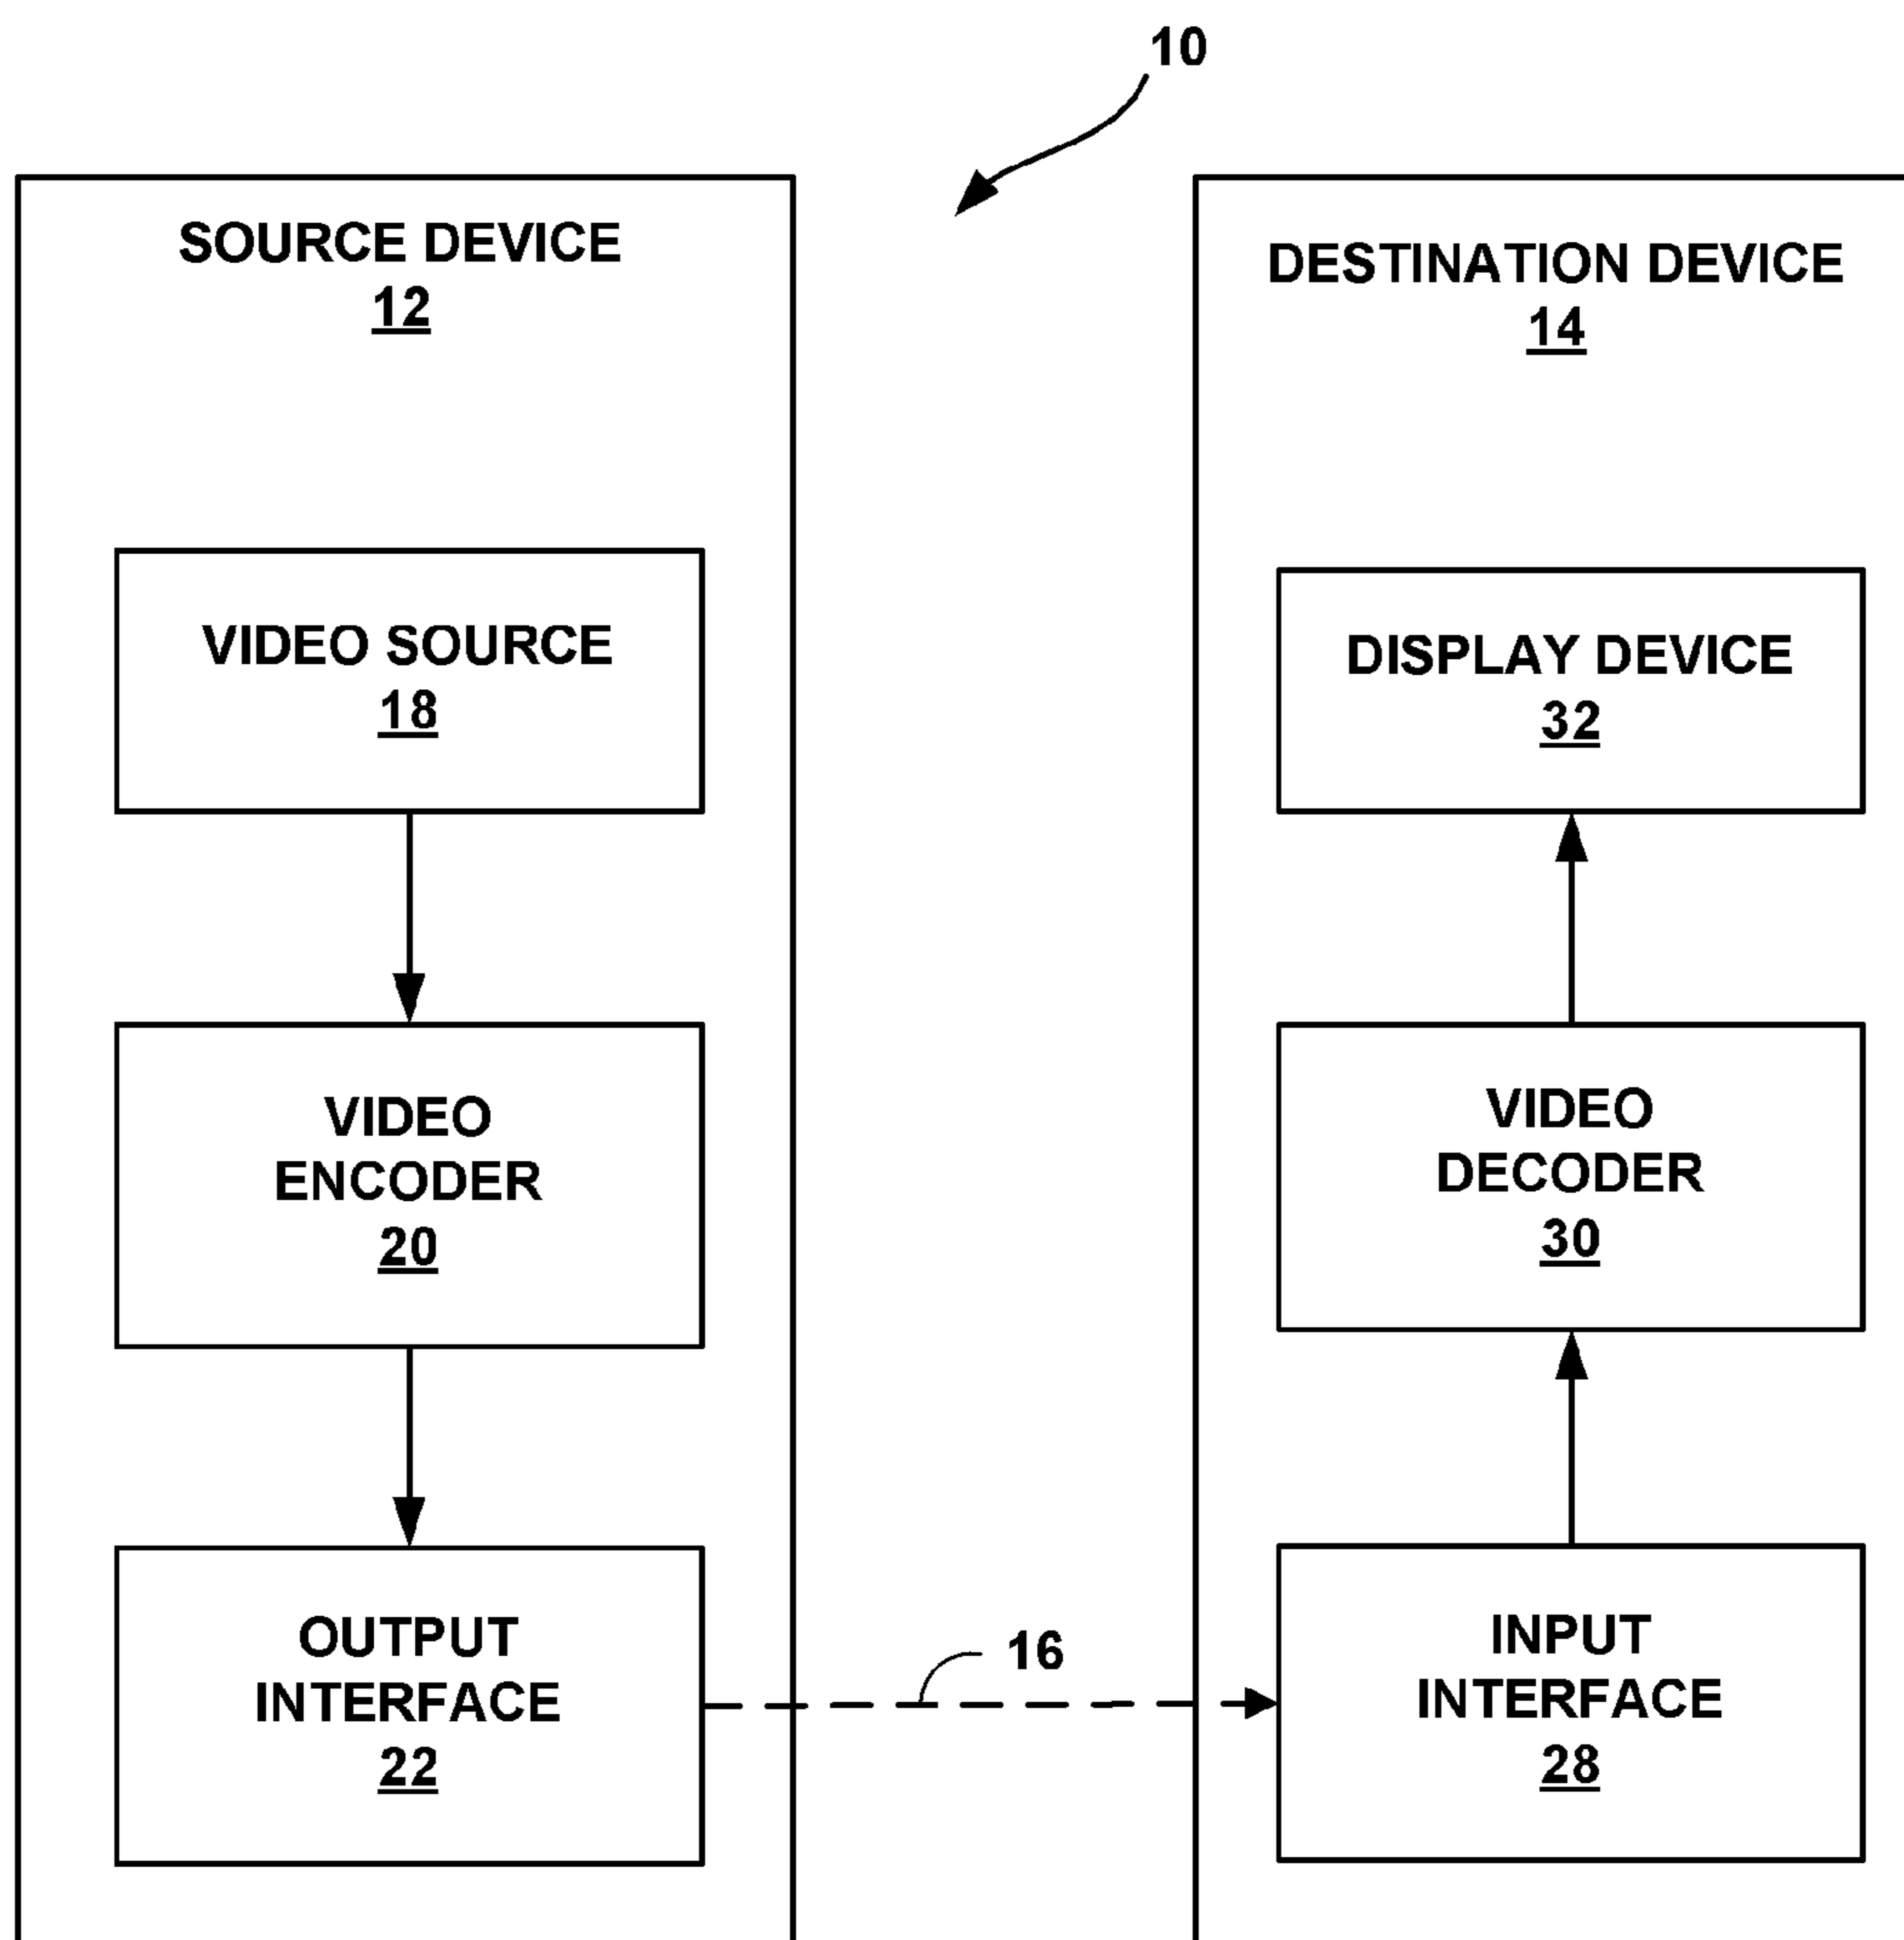 10
SOURCE DEVICE
12
VIDEO SOURCE
18
VIDEO
ENCODER
20
OUTPUT
INTERFACE
22
16
DESTINATION DEVICE
14
DISPLAY DEVICE
32
VIDEO
DECODER
30
INPUT
INTERFACE
28